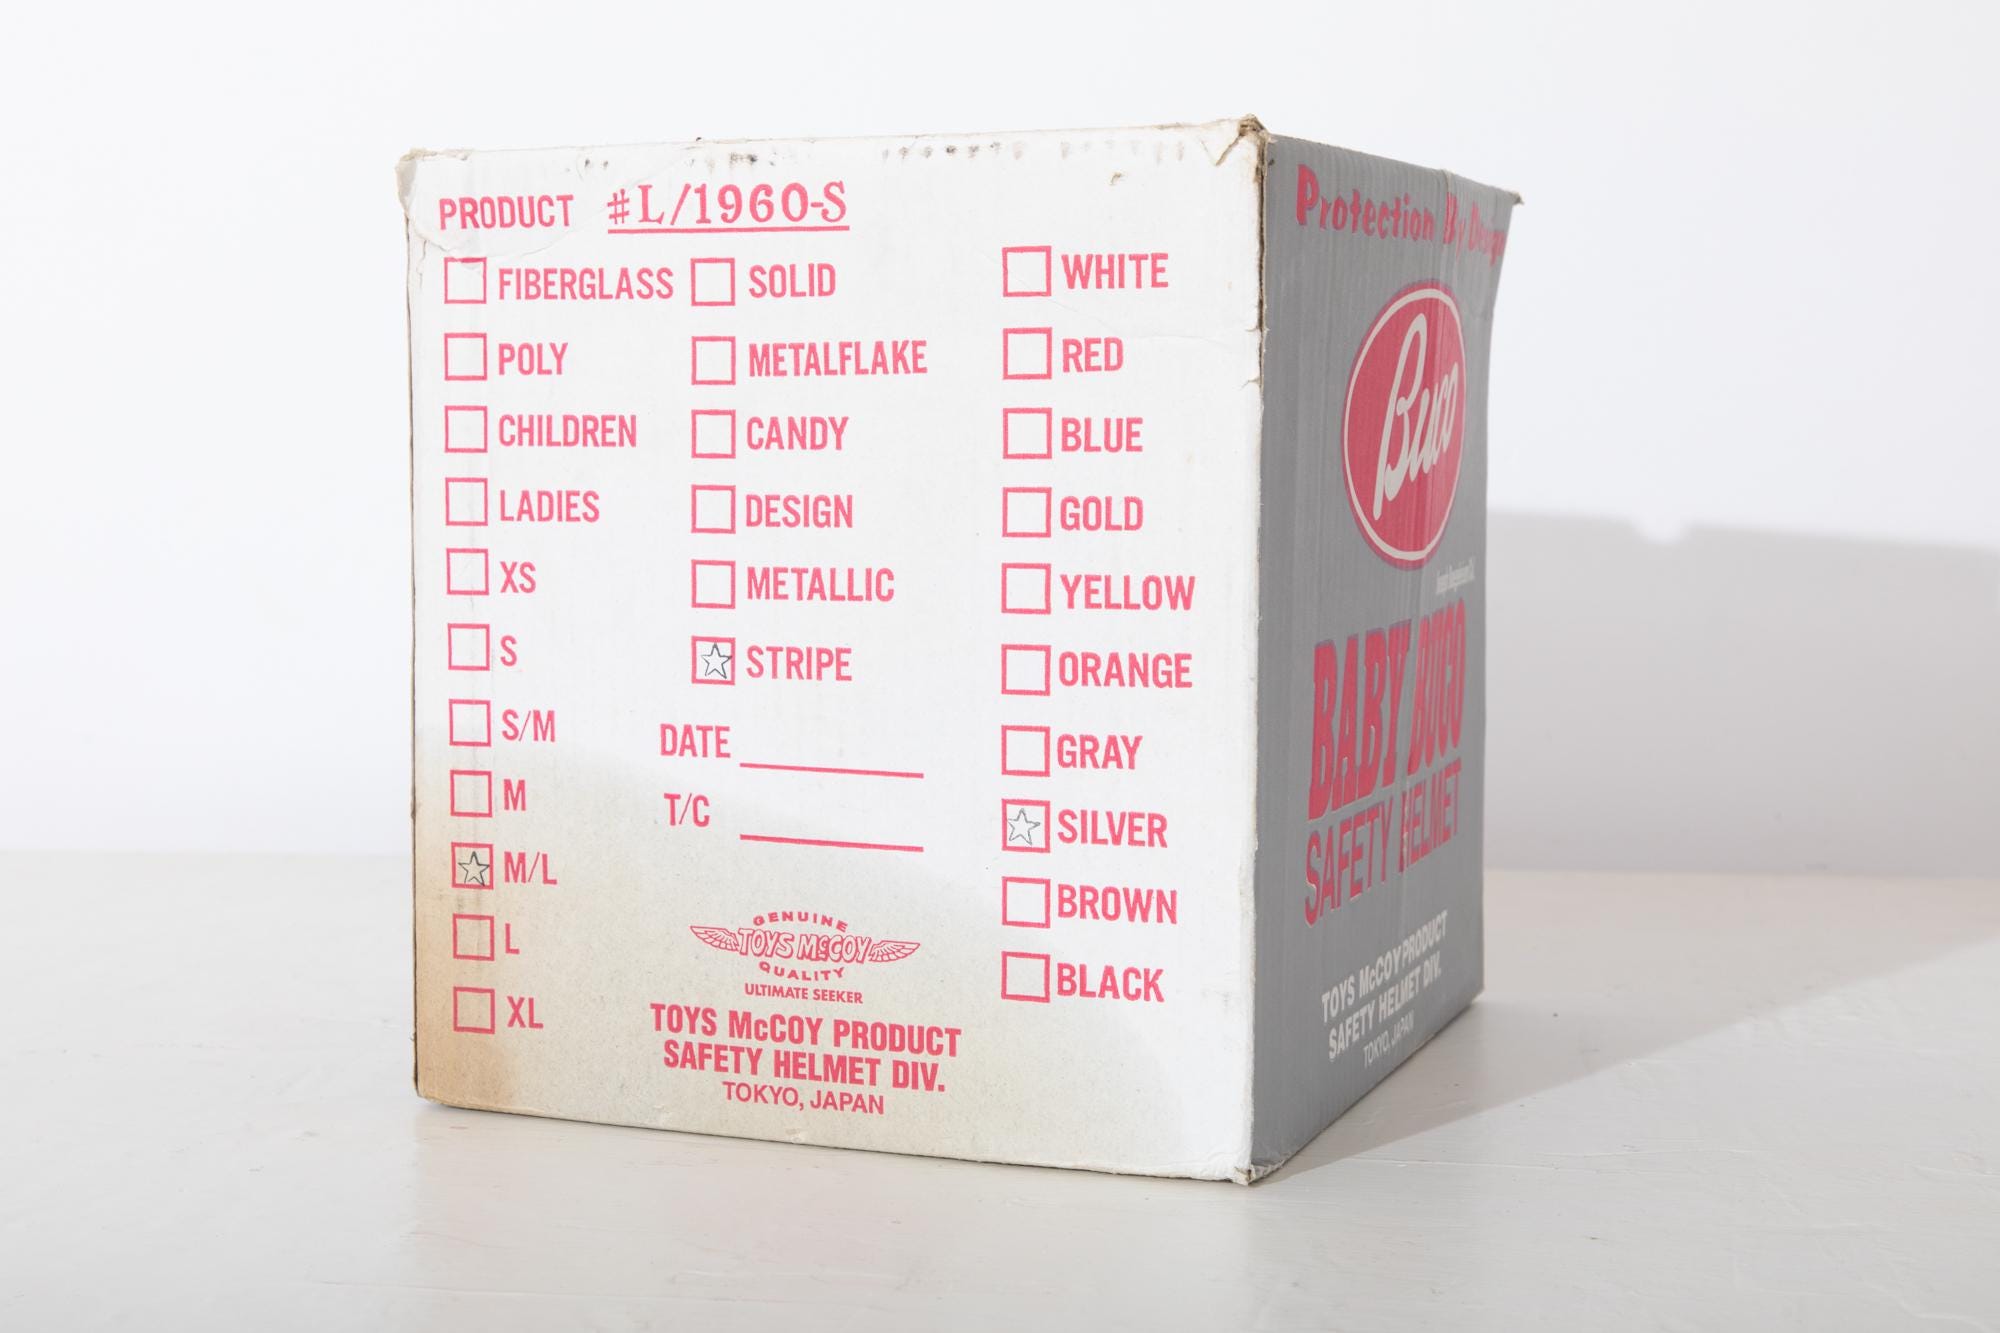 PRODUCT #L/1960-S
FIBERGLASS
POLY
CHILDREN
LADIES
XS
S
S/M
M
M/L
L
XL
SOLID
METALFLAKE
CANDY
DESIGN
METALLIC
STRIPE
DATE
T/C
WHITE
RED
BLUE
GOLD
YELLOW
ORANGE
GRAY
SILVER
BROWN
BLACK
GENUINE
TOYS McCOY
QUALITY
ULTIMATE SEEKER
TOYS McCOY PRODUCT
SAFETY HELMET DIV.
TOKYO, JAPAN
Protection By Design
Buco
BABY BUCO
SAFETY HELMET
TOYS McCOY PRODUCT
SAFETY HELMET DIV.
TOKYO, JAPAN